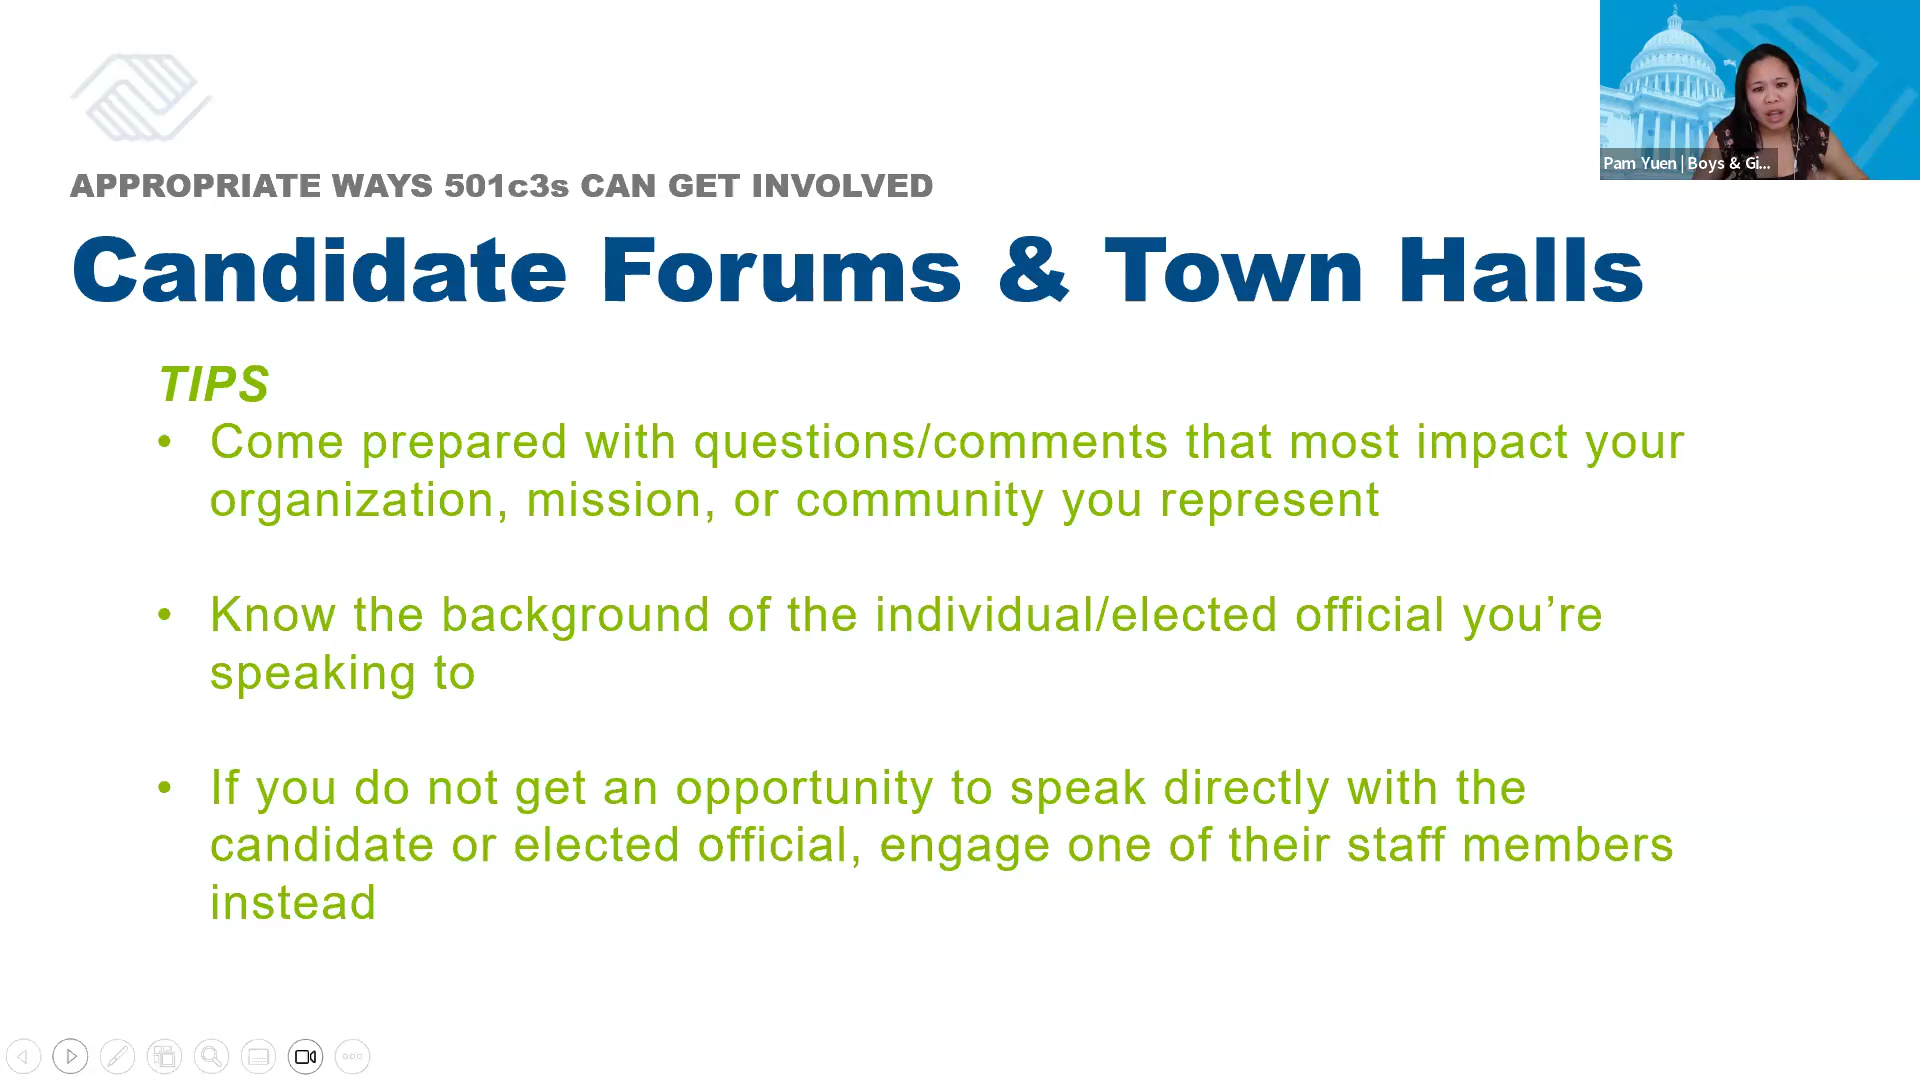 Pam Yuen | Boys & Gi...
APPROPRIATE WAYS 501c3s CAN GET INVOLVED
Candidate Forums & Town Halls
TIPS
• Come prepared with questions/comments that most impact your
organization, mission, or community you represent
• Know the background of the individual/elected official you’re
speaking to
• If you do not get an opportunity to speak directly with the
candidate or elected official, engage one of their staff members
instead